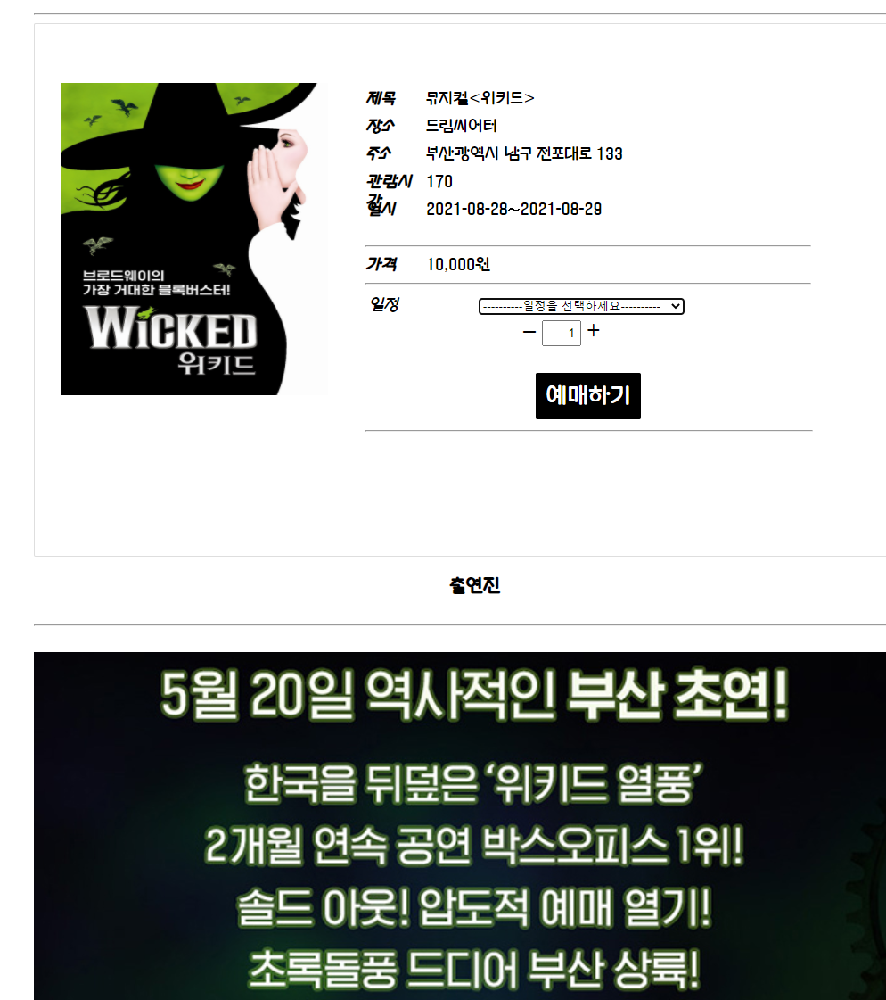 제목 뮤지컬<위키드>
장소 드림씨어터
주소 부산광역시 남구 전포대로 133
관람시간 170
일시 2021-08-28~2021-08-29
가격 10,000원
일정 ----------일정을 선택하세요----------
– 1 +
예매하기
브로드웨이의
가장 거대한 블록버스터!
WICKED
위키드
출연진
5월 20일 역사적인 부산 초연!
한국을 뒤덮은 ‘위키드 열풍’
2개월 연속 공연 박스오피스 1위!
솔드 아웃! 압도적 예매 열기!
초록돌풍 드디어 부산 상륙!